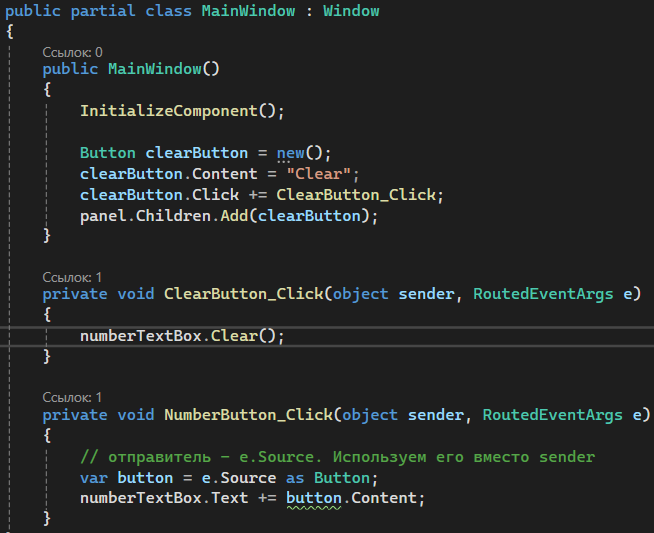 public partial class MainWindow : Window
{
Ссылок: 0
public MainWindow()
{
InitializeComponent();
Button clearButton = new();
clearButton.Content = "Clear";
clearButton.Click += ClearButton_Click;
panel.Children.Add(clearButton);
}
Ссылок: 1
private void ClearButton_Click(object sender, RoutedEventArgs e)
{
numberTextBox.Clear();
}
Ссылок: 1
private void NumberButton_Click(object sender, RoutedEventArgs e)
{
// отправитель – e.Source. Используем его вместо sender
var button = e.Source as Button;
numberTextBox.Text += button.Content;
}